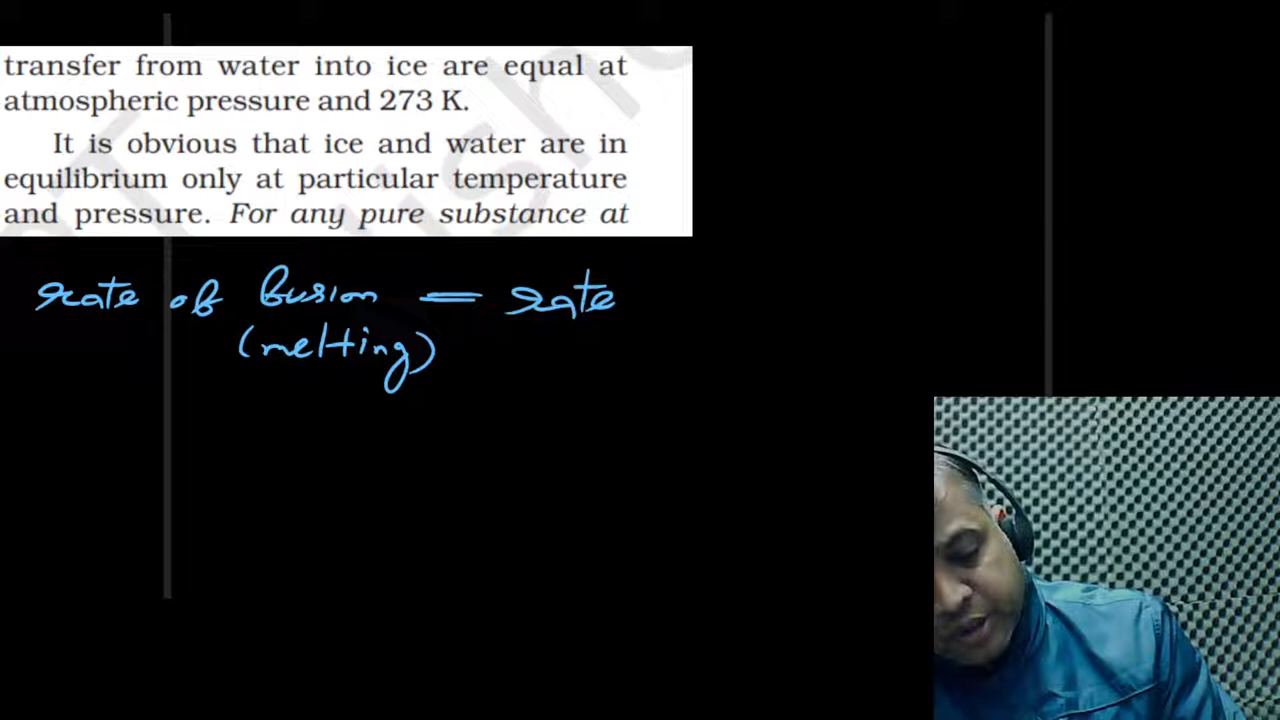 transfer from water into ice are equal at
atmospheric pressure and 273 K.
It is obvious that ice and water are in
equilibrium only at particular temperature
and pressure. For any pure substance at
rate of fusion = rate
(melting)